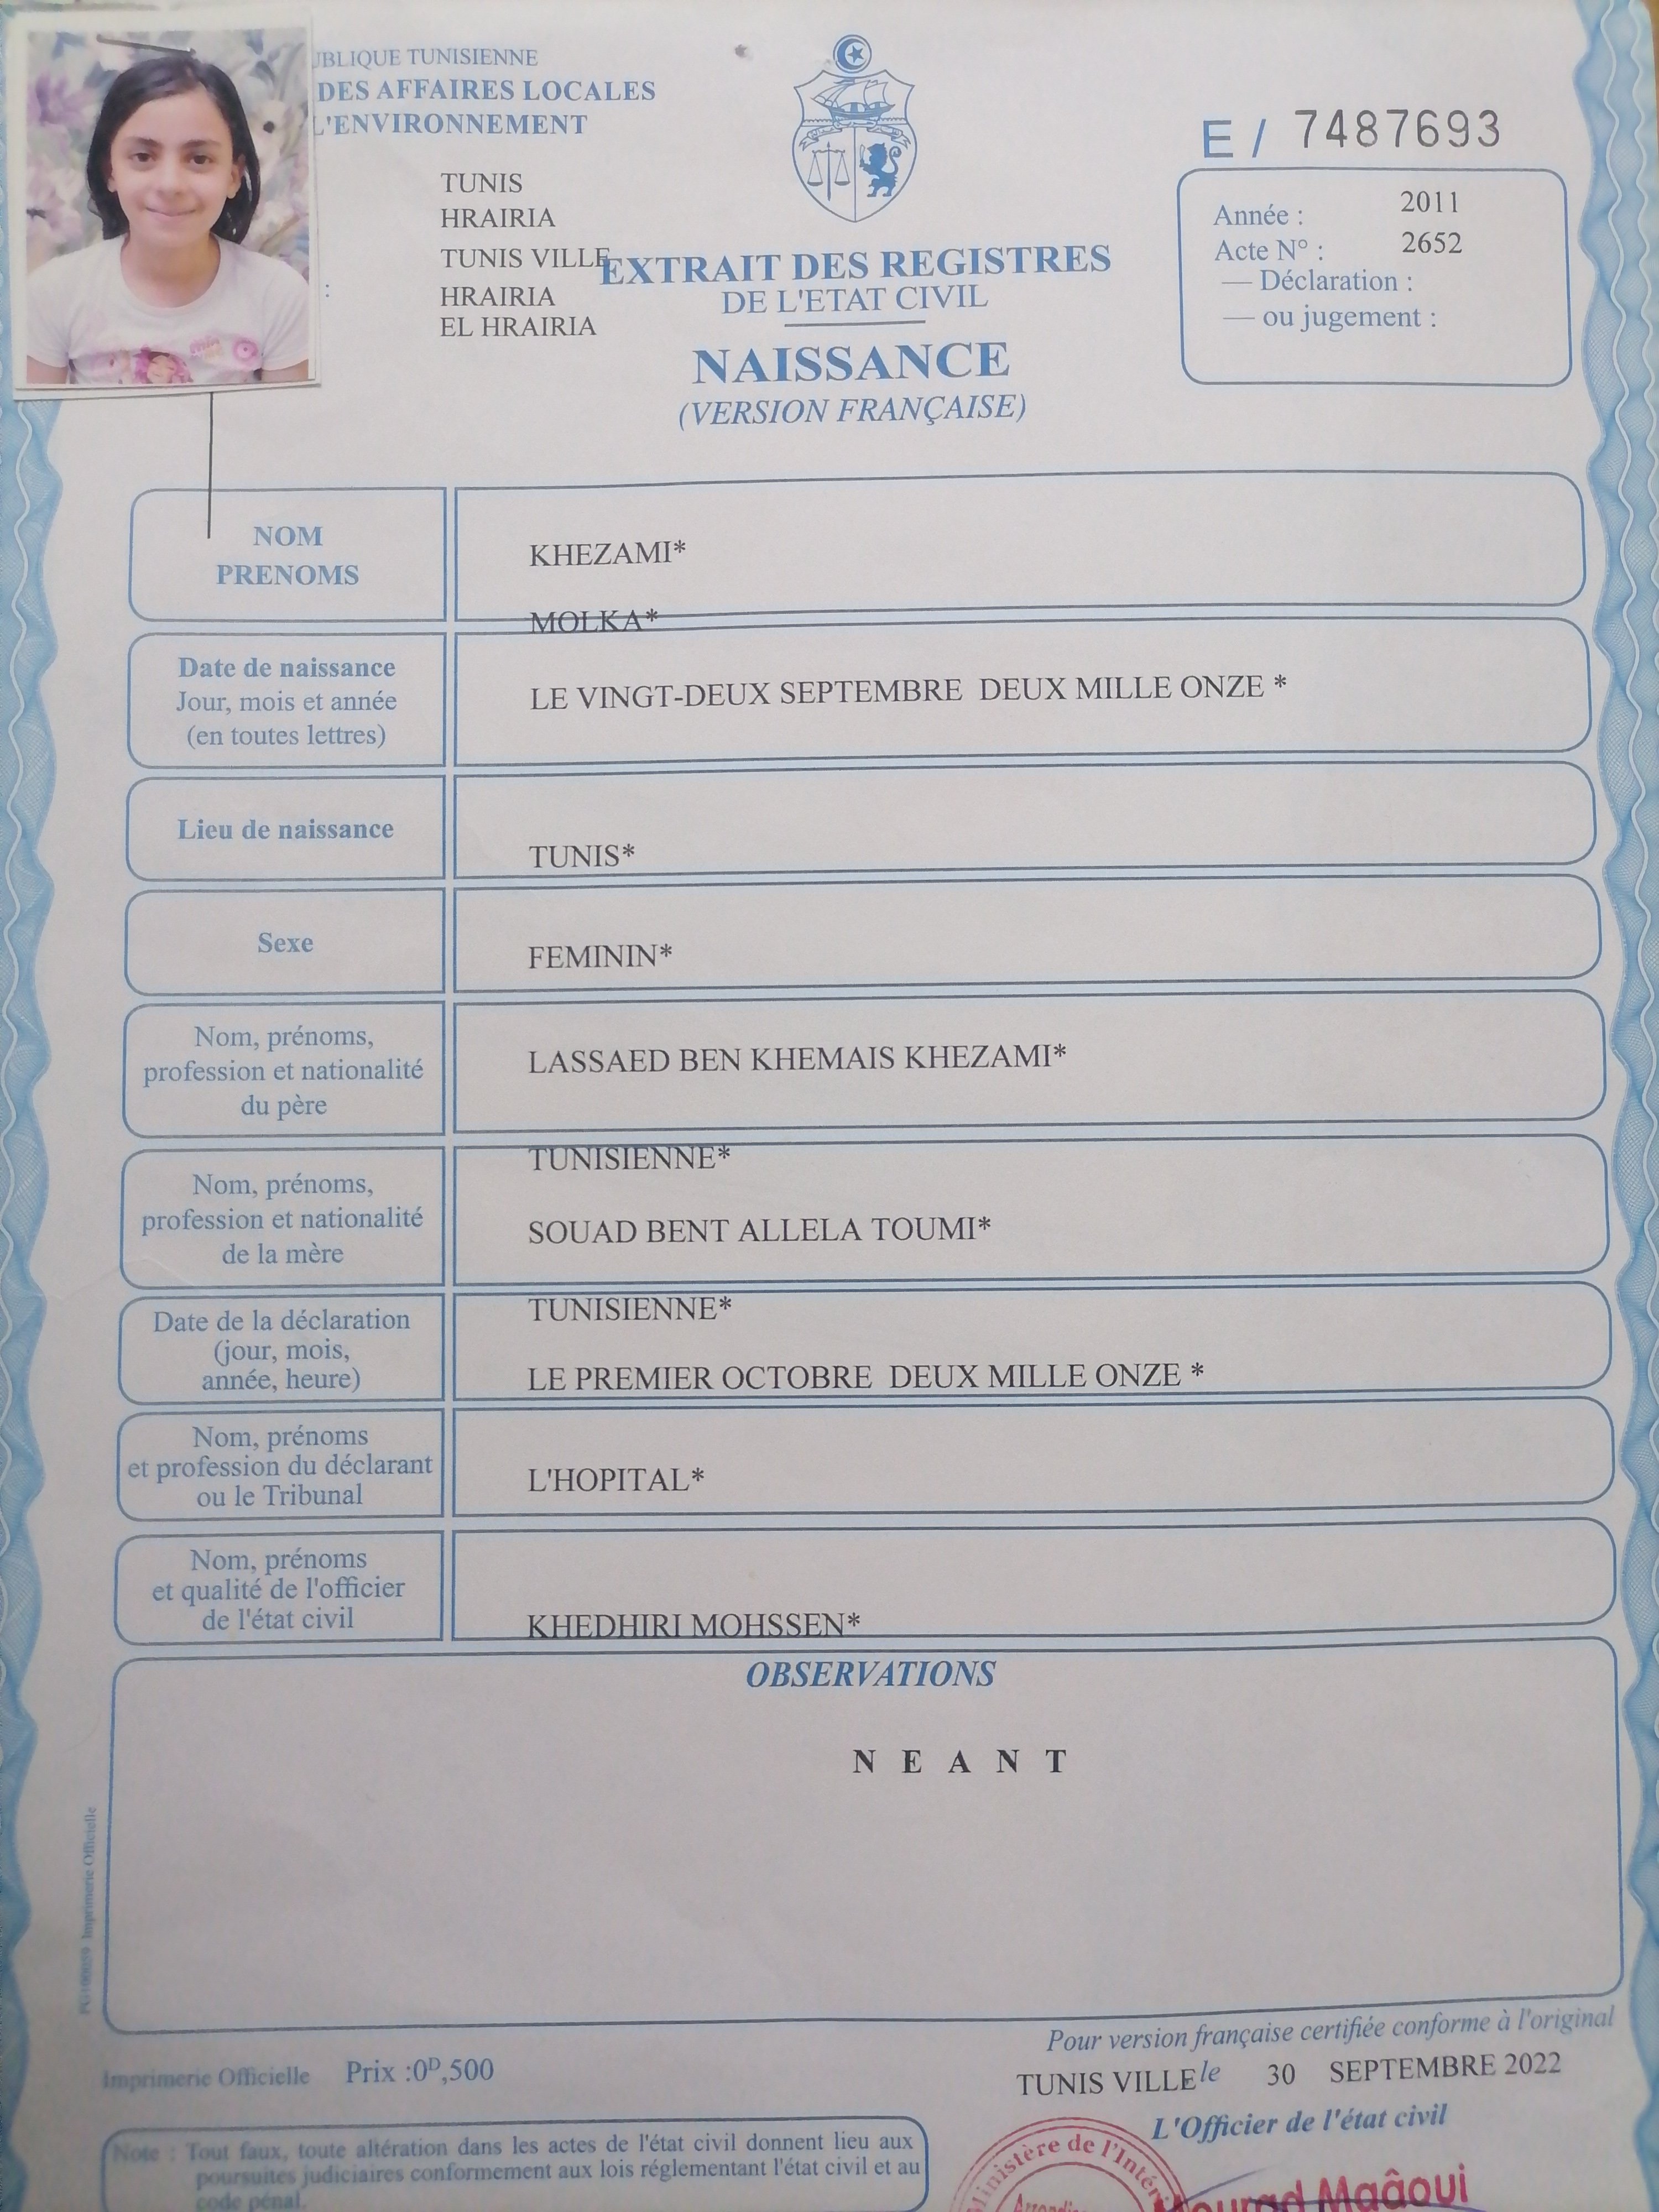 UBLIQUE TUNISIENNE
DES AFFAIRES LOCALES
L'ENVIRONNEMENT
TUNIS
HRAIRIA
TUNIS VILLE
: HRAIRIA
EL HRAIRIA
EXTRAIT DES REGISTRES
DE L'ETAT CIVIL
NAISSANCE
(VERSION FRANÇAISE)
E / 7487693
Année : 2011
Acte N° : 2652
— Déclaration :
— ou jugement :
NOM
PRENOMS
KHEZAMI*
MOLKA*
Date de naissance
Jour, mois et année
(en toutes lettres)
LE VINGT-DEUX SEPTEMBRE DEUX MILLE ONZE *
Lieu de naissance
TUNIS*
Sexe
FEMININ*
Nom, prénoms,
profession et nationalité
du père
LASSAED BEN KHEMAIS KHEZAMI*
TUNISIENNE*
Nom, prénoms,
profession et nationalité
de la mère
SOUAD BENT ALLELA TOUMI*
TUNISIENNE*
Date de la déclaration
(jour, mois,
année, heure)
LE PREMIER OCTOBRE DEUX MILLE ONZE *
Nom, prénoms
et profession du déclarant
ou le Tribunal
L'HOPITAL*
Nom, prénoms
et qualité de l'officier
de l'état civil
KHEDHIRI MOHSSEN*
OBSERVATIONS
N E A N T
Imprimerie Officielle
Pour version française certifiée conforme à l'original
TUNIS VILLE le 30 SEPTEMBRE 2022
L'Officier de l'état civil
Imprimerie Officielle Prix :0D,500
Note : Tout faux, toute altération dans les actes de l'état civil donnent lieu aux
poursuites judiciaires conformement aux lois réglementant l'état civil et au
code pénal.
Ministère de l'Intéri
Mourad Maâoui